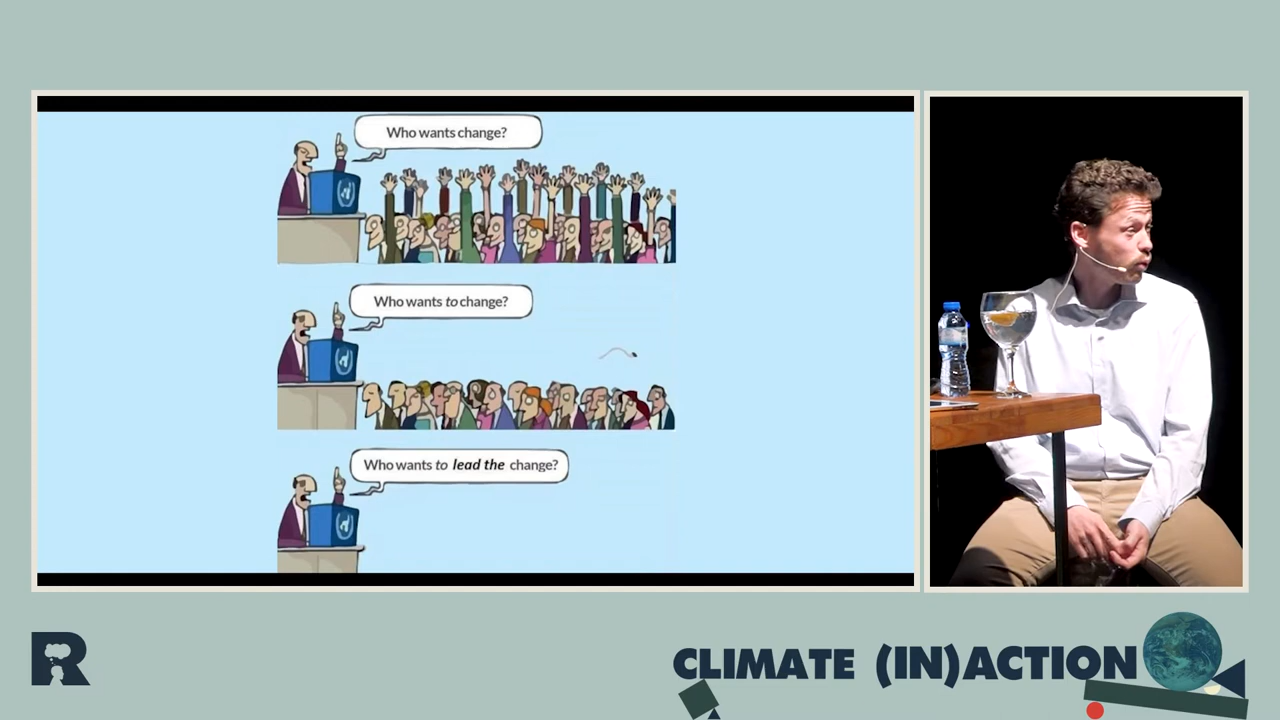 Who wants change?
Who wants to change?
Who wants to lead the change?
R
CLIMATE (IN)ACTION